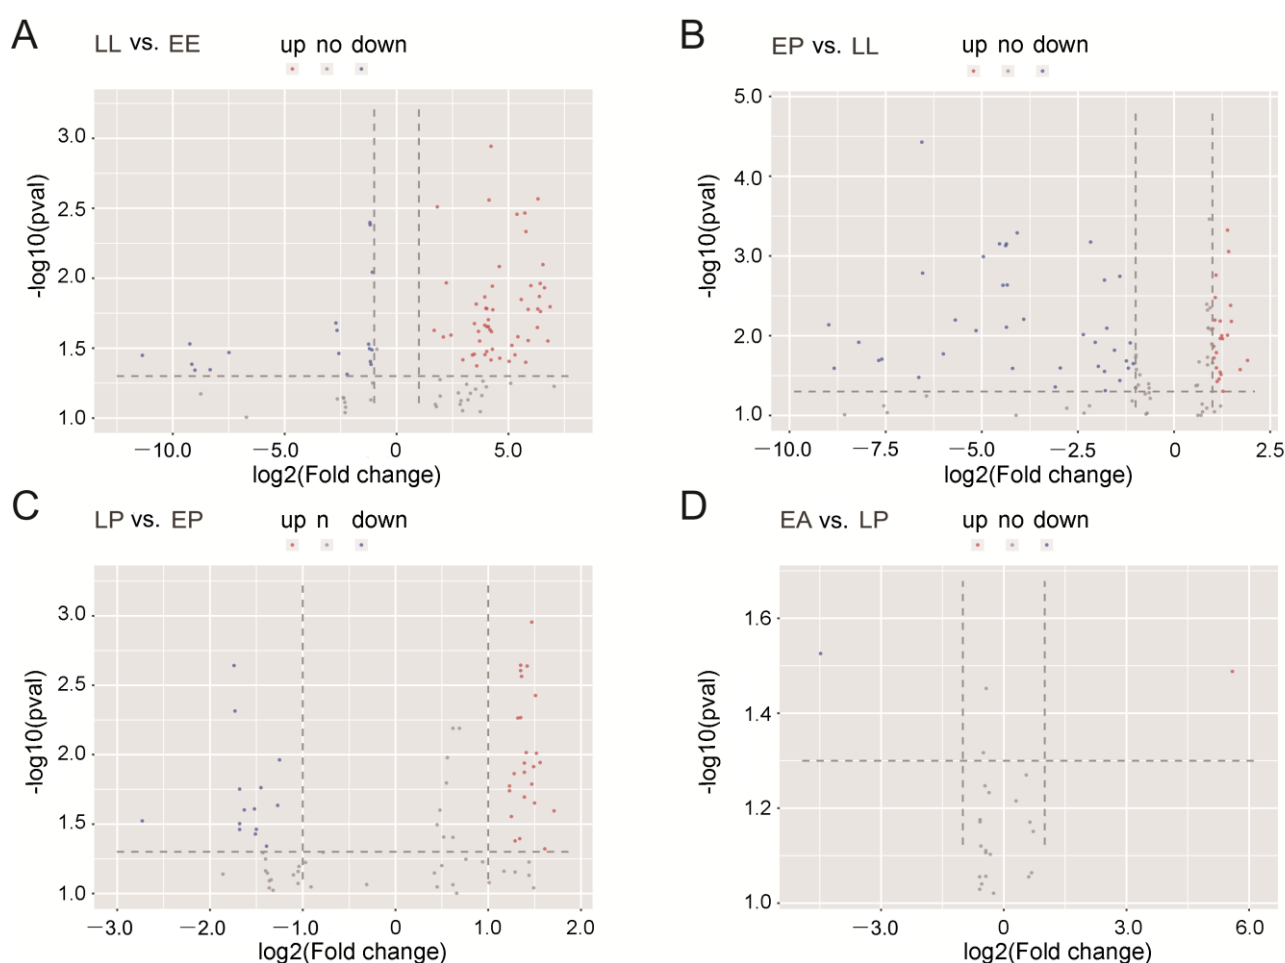 A
LL vs. EE
up no down
3.0
2.5
2.0
1.5
1.0
-log10(pval)
−10.0 −5.0 0 5.0
log2(Fold change)
B
EP vs. LL
up no down
5.0
4.0
3.0
2.0
1.0
-log10(pval)
−10.0 −7.5 −5.0 −2.5 0 2.5
log2(Fold change)
C
LP vs. EP
up n down
3.0
2.5
2.0
1.5
1.0
-log10(pval)
−3.0 −2.0 −1.0 0 1.0 2.0
log2(Fold change)
D
EA vs. LP
up no down
1.6
1.4
1.2
1.0
-log10(pval)
−3.0 0 3.0 6.0
log2(Fold change)